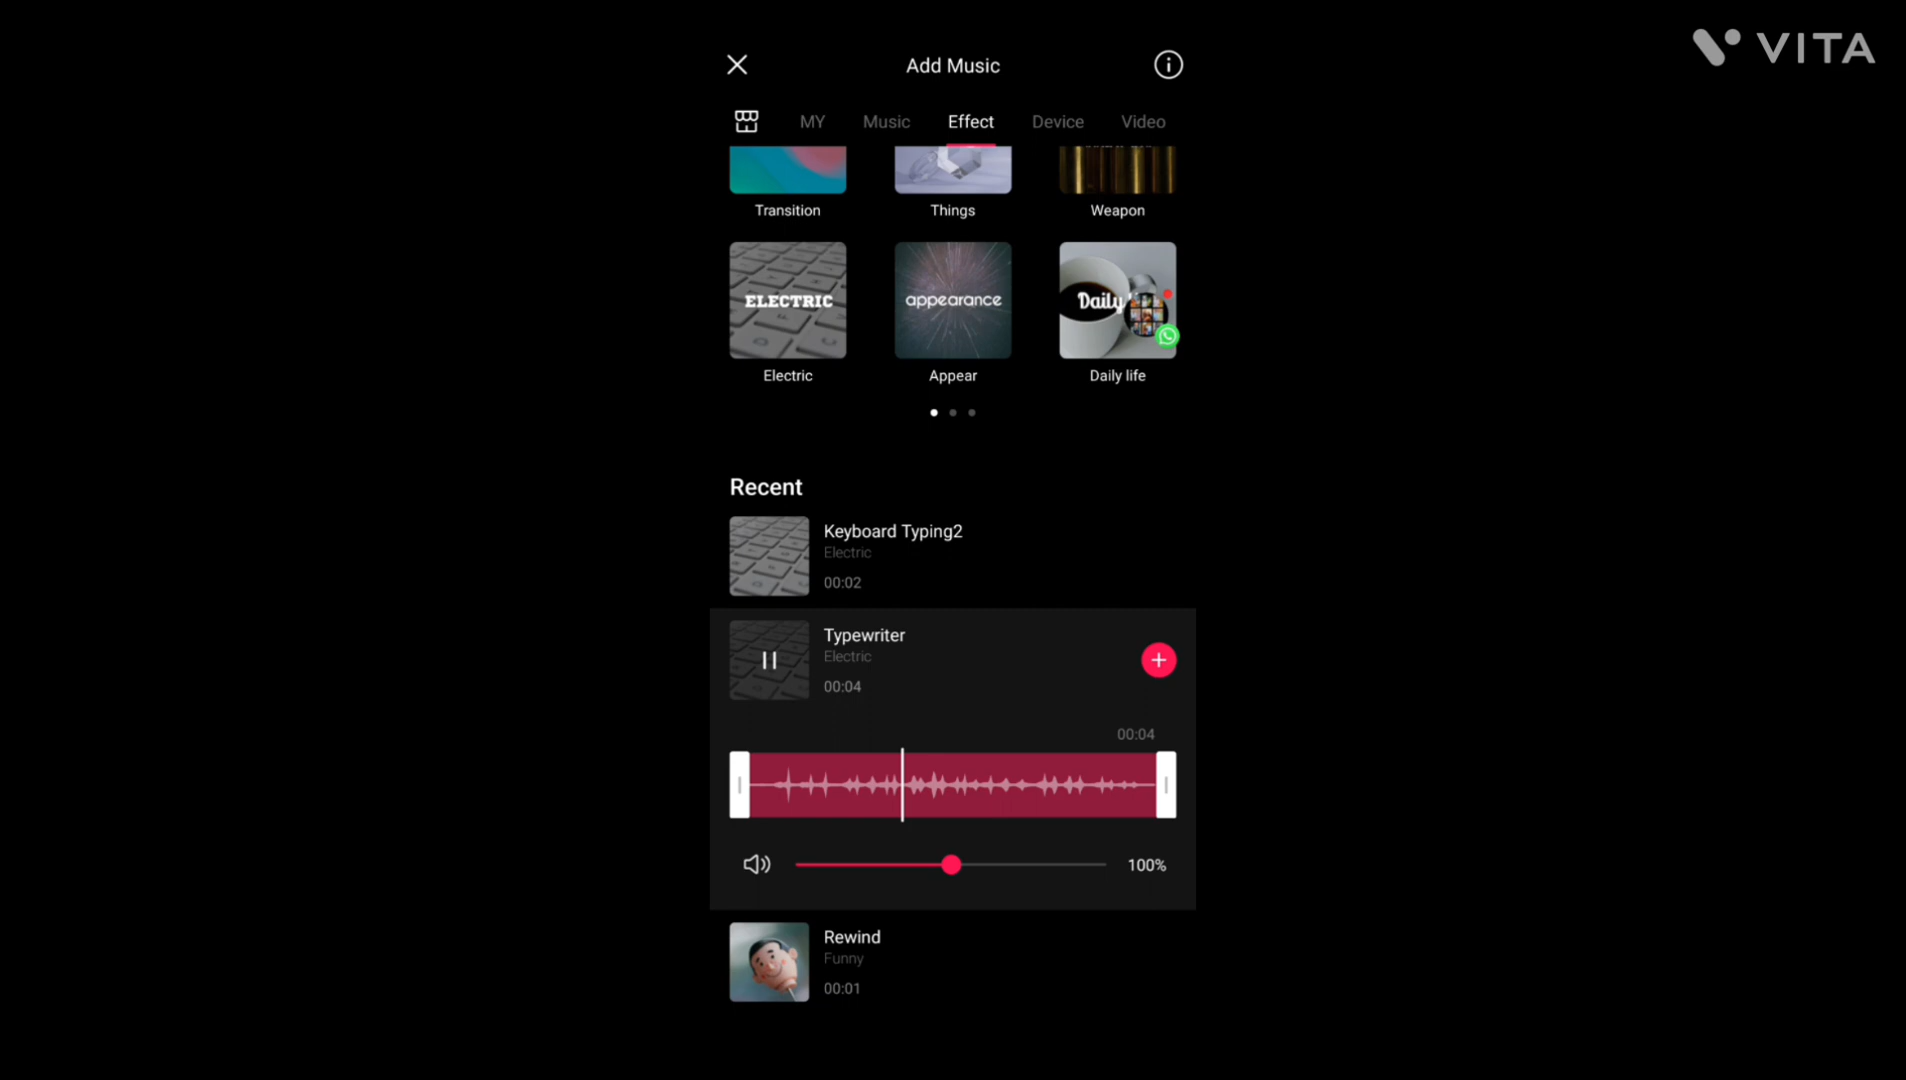 VITA
Add Music
MY Music Effect Device Video
Transition Things Weapon
ELECTRIC appearance Daily
Electric Appear Daily life
Recent
Keyboard Typing2
Electric
00:02
Typewriter
Electric
00:04
00:04
100%
Rewind
Funny
00:01